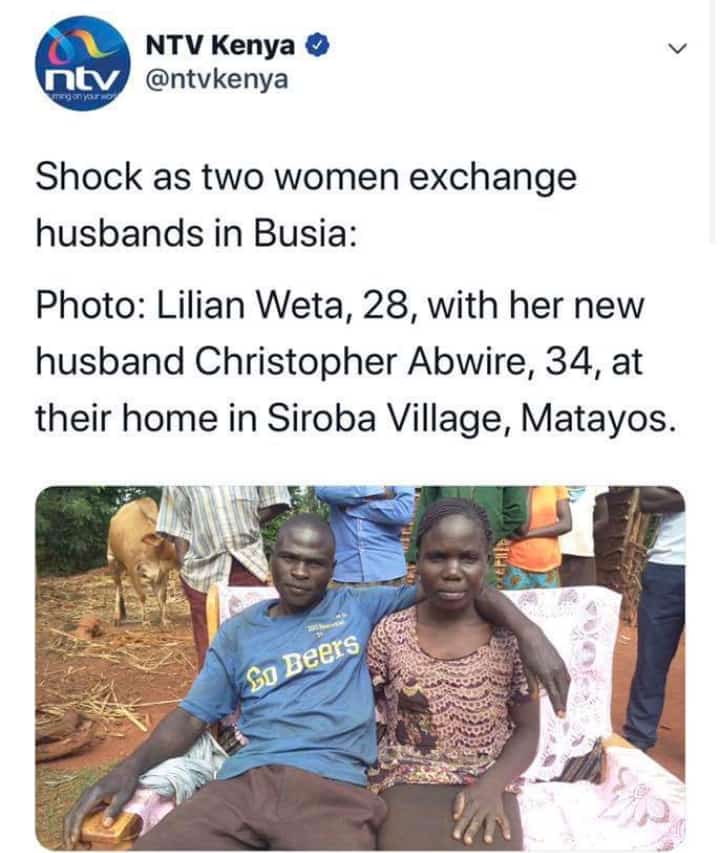 NTV Kenya
@ntvkenya
ntv
Shock as two women exchange
husbands in Busia:
Photo: Lilian Weta, 28, with her new
husband Christopher Abwire, 34, at
their home in Siroba Village, Matayos.
Go Beers